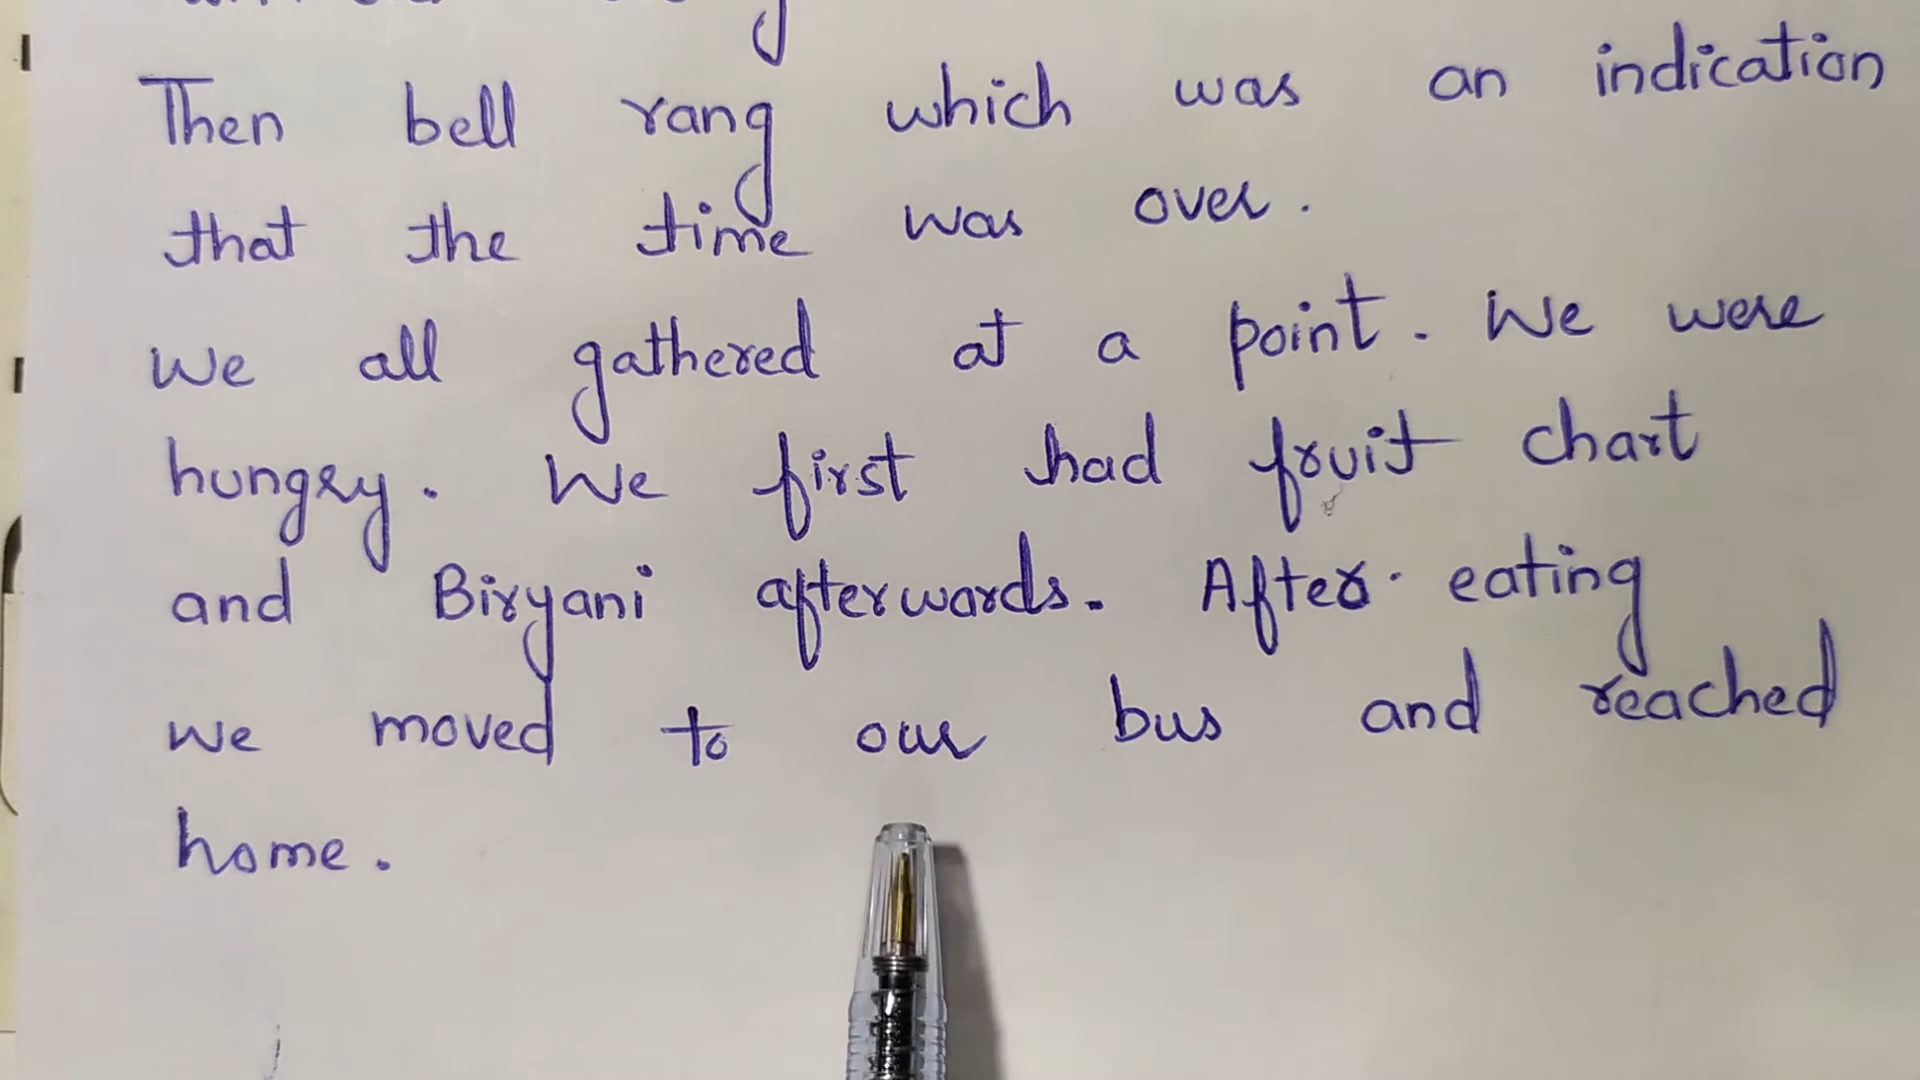 Then bell rang which was an indication
that the time was over.
We all gathered at a point. We were
hungry. We first had fruit chart
and Biryani afterwards. After eating
we moved to our bus and reached
home.